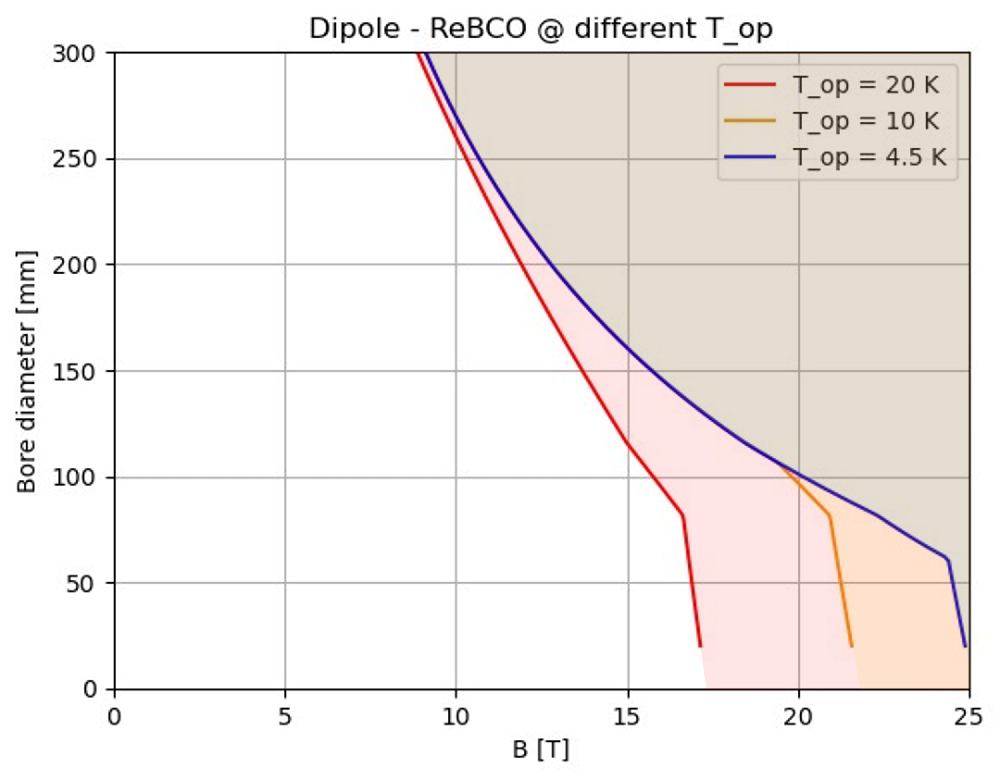 Dipole - ReBCO @ different T_op
300
250
200
150
100
50
0
Bore diameter [mm]
T_op = 20 K
T_op = 10 K
T_op = 4.5 K
0 5 10 15 20 25
B [T]